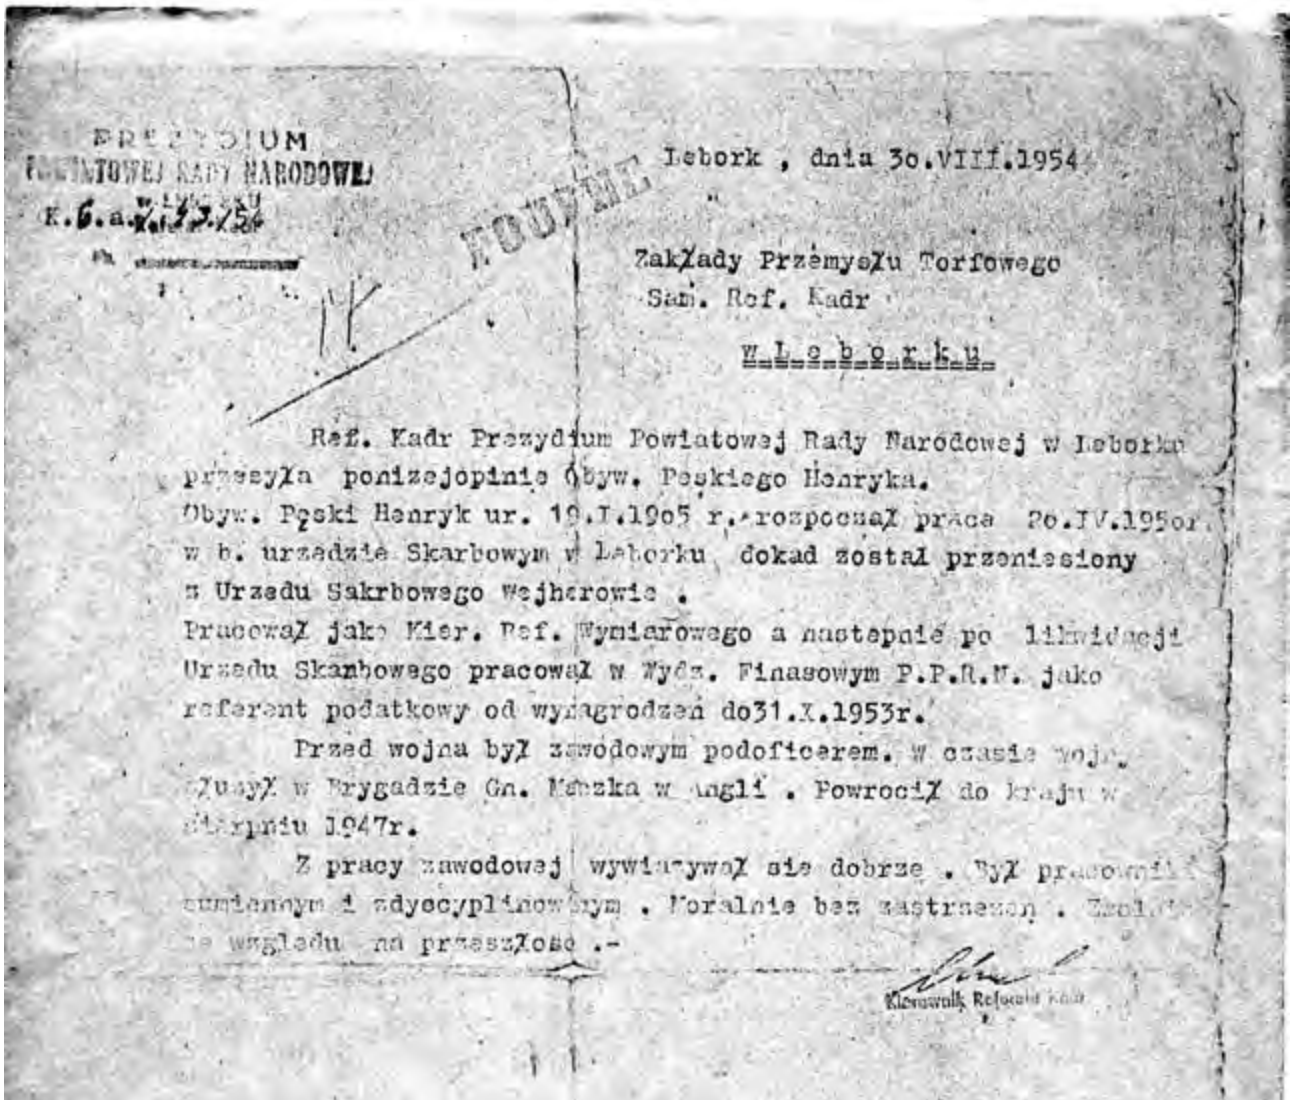 PREZYDIUM
POWIATOWEJ RADY NARODOWEJ
K.6.a.
POUFNE
Lebork , dnia 30.VIII.1954
Zakłady Przemysłu Torfowego
Sam. Ref. Kadr
w L e b o r k u
Ref. Kadr Prezydium Powiatowej Rady Narodowej w Leborku
przesyła ponizejopinie Obyw. Peskiego Henryka.
Obyw. Pęski Henryk ur. 19.I.1905 r. rozpoczał prace 20.IV.1950r.
w b. urzedzie Skarbowym w Leborku dokad został przeniesiony
z Urzedu Sakrbowego Wejherowie .
Pracował jako Kier. Ref. Wymiarowego a nastepnie po likwidacji
Urzedu Skarbowego pracował w Wydz. Finasowym P.P.R.N. jako
referent podatkowy od wynagrodzeń do31.X.1953r.
Przed wojna był zawodowym podoficerem. W czasie wojny
słuzył w Brygadzie Gn. Maczka w Angli . Powrocił do kraju w
sierpniu 1947r.
Z pracy zawodowej wywiazywał sie dobrze . Był
sumiennym i zdyscyplinowanym . Moralnie bez zastrzezen .
ze wzgledu na przeszłosc .-
Kierownik Referatu Kadr